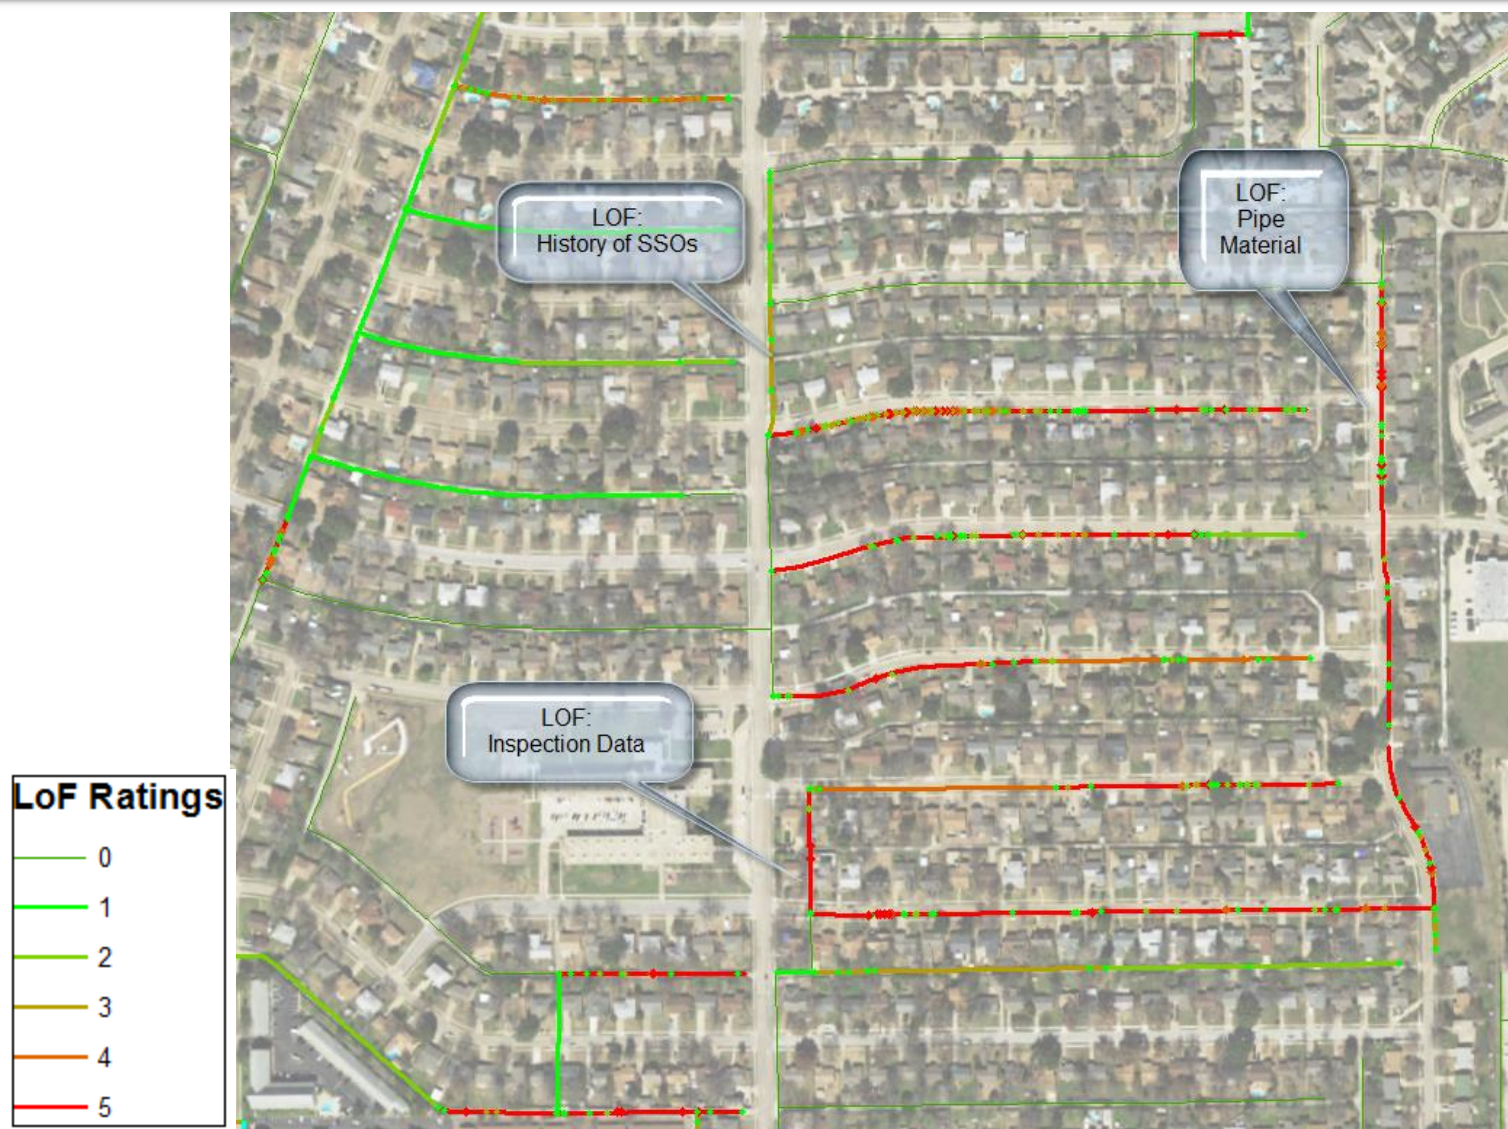 LOF:
History of SSOs
LOF:
Pipe
Material
LOF:
Inspection Data
LoF Ratings
0
1
2
3
4
5